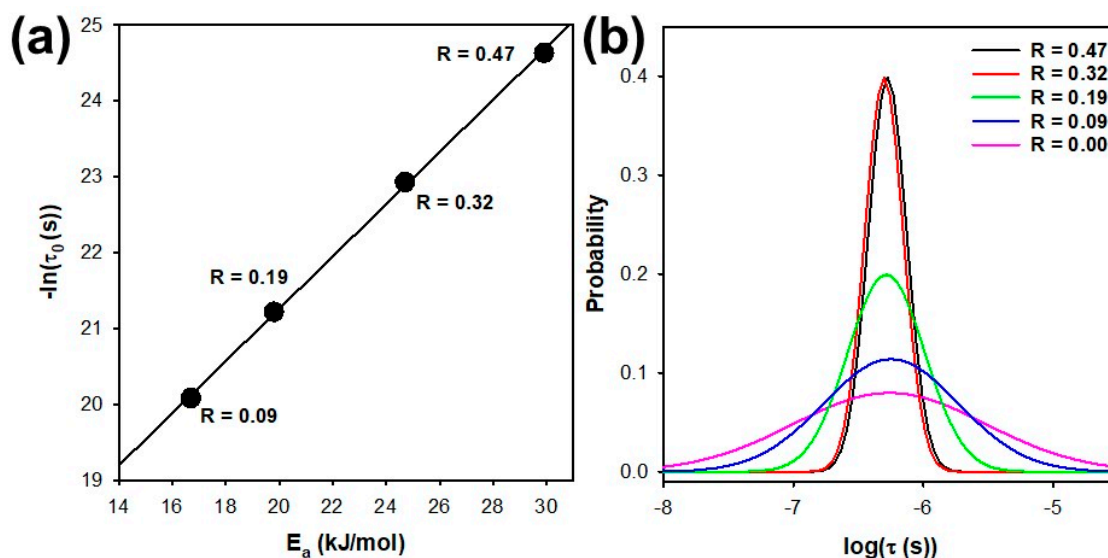 (a)
25
24
23
22
21
20
19
-ln(τ₀ (s))
R = 0.47
R = 0.32
R = 0.19
R = 0.09
14 16 18 20 22 24 26 28 30
Eₐ (kJ/mol)
(b)
R = 0.47
R = 0.32
R = 0.19
R = 0.09
R = 0.00
0.4
0.3
0.2
0.1
0.0
Probability
-8 -7 -6 -5
log(τ (s))